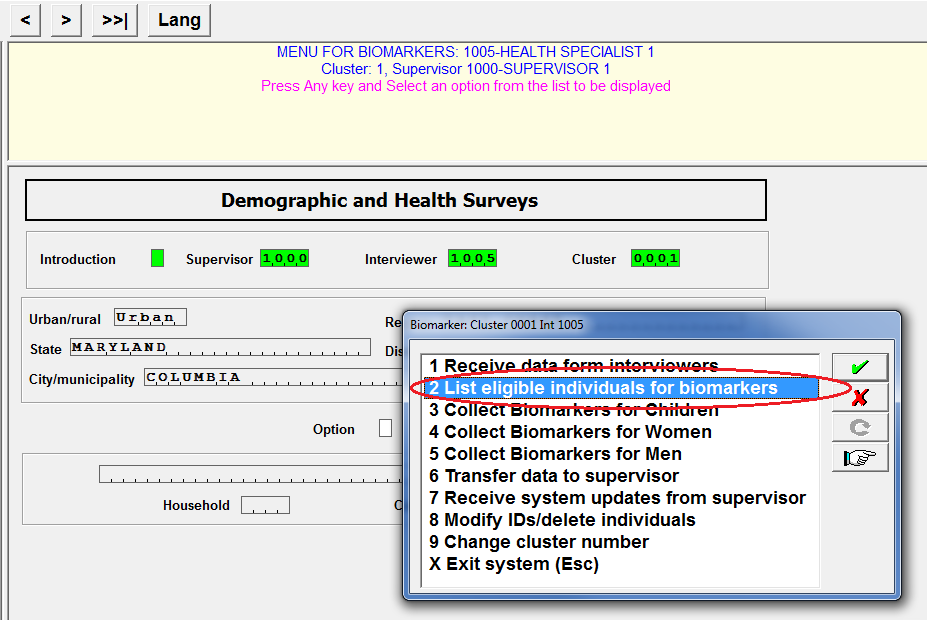 < > >>| Lang
MENU FOR BIOMARKERS: 1005-HEALTH SPECIALIST 1
Cluster: 1, Supervisor 1000-SUPERVISOR 1
Press Any key and Select an option from the list to be displayed
Demographic and Health Surveys
Introduction Supervisor 1000 Interviewer 1005 Cluster 0001
Urban/rural Urban
State MARYLAND
City/municipality COLUMBIA
Option
Household
Biomarker: Cluster 0001 Int 1005
1 Receive data form interviewers
2 List eligible individuals for biomarkers
3 Collect Biomarkers for Children
4 Collect Biomarkers for Women
5 Collect Biomarkers for Men
6 Transfer data to supervisor
7 Receive system updates from supervisor
8 Modify IDs/delete individuals
9 Change cluster number
X Exit system (Esc)